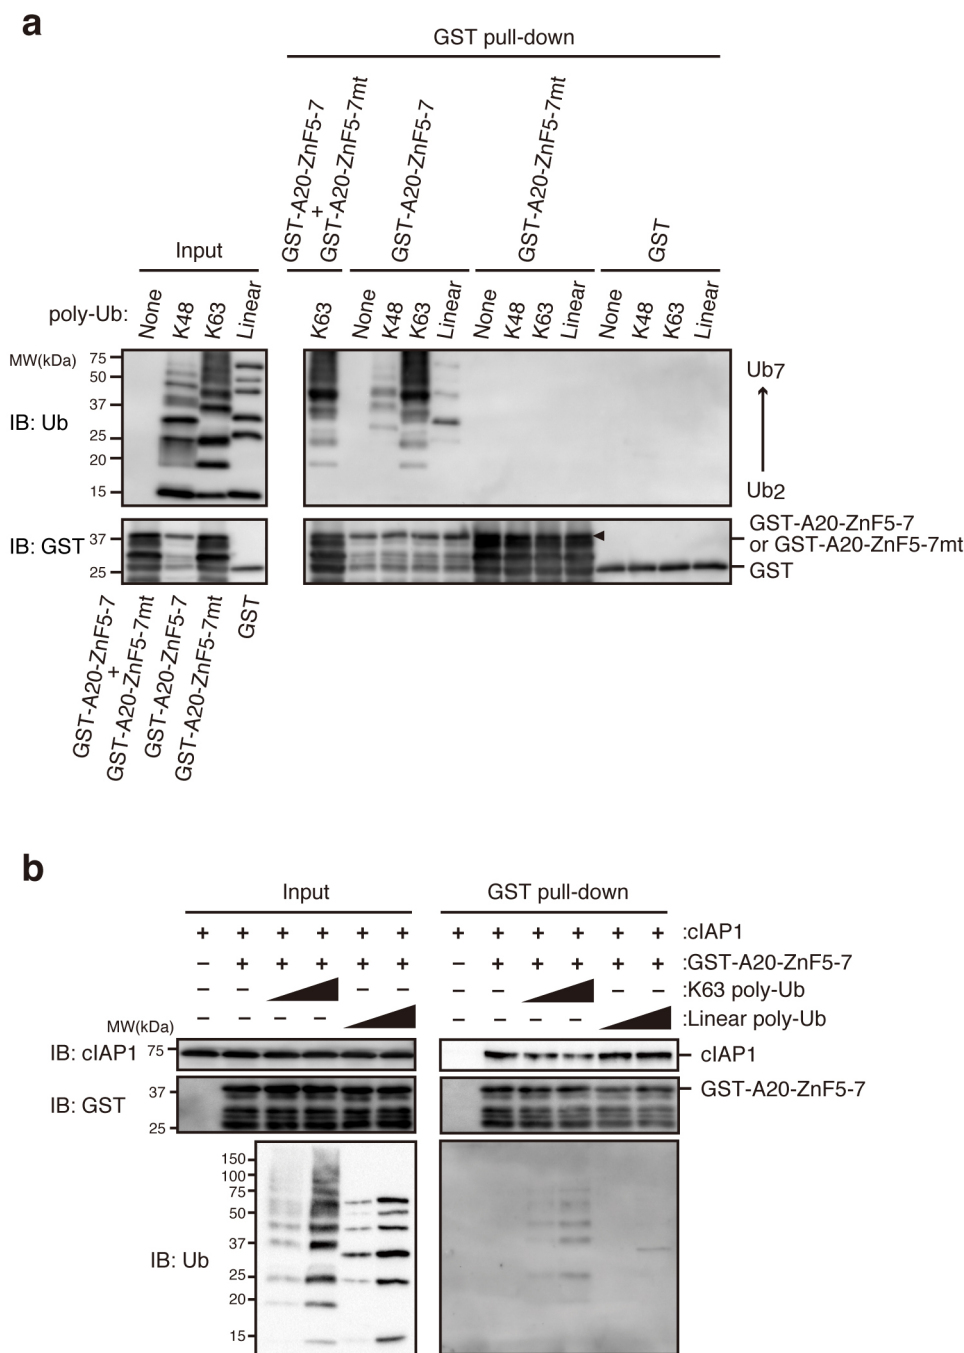 a
GST pull-down
GST-A20-ZnF5-7
+
GST-A20-ZnF5-7mt
GST-A20-ZnF5-7
GST-A20-ZnF5-7mt
GST
Input
poly-Ub:
None
K48
K63
Linear
K63
None
K48
K63
Linear
None
K48
K63
Linear
None
K48
K63
Linear
MW(kDa)
75
50
37
25
20
15
IB: Ub
Ub7
Ub2
IB: GST
37
25
GST-A20-ZnF5-7
or GST-A20-ZnF5-7mt
GST
GST-A20-ZnF5-7
+
GST-A20-ZnF5-7mt
GST-A20-ZnF5-7
GST-A20-ZnF5-7mt
GST
b
Input GST pull-down
+ + + + + + + + + + + + :cIAP1
– + + + + + – + + + + + :GST-A20-ZnF5-7
– – – – – – – – :K63 poly-Ub
– – – – – – – – :Linear poly-Ub
MW(kDa)
IB: cIAP1 75 cIAP1
IB: GST 37 GST-A20-ZnF5-7
25
IB: Ub
150
100
75
50
37
25
20
15